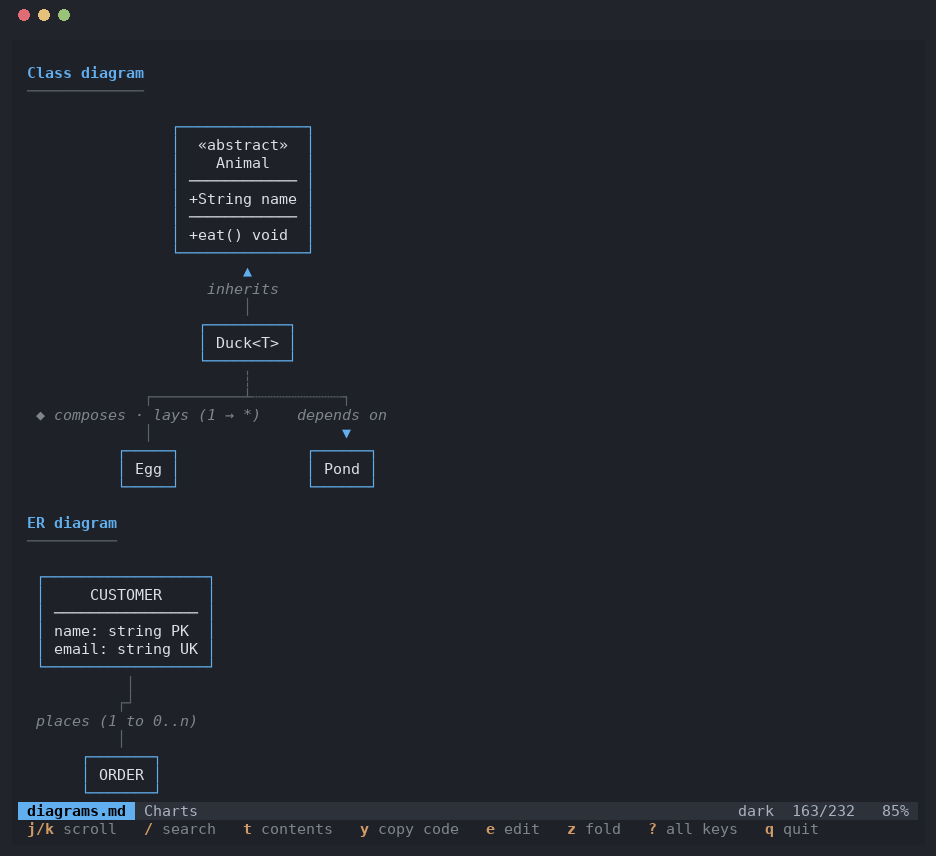 Class diagram
«abstract»
Animal
+String name
+eat() void
▲
inherits
Duck<T>
◆ composes · lays (1 → *)    depends on
▼
Egg    Pond
ER diagram
CUSTOMER
name: string PK
email: string UK
places (1 to 0..n)
ORDER
diagrams.md Charts    dark 163/232 85%
j/k scroll / search t contents y copy code e edit z fold ? all keys q quit